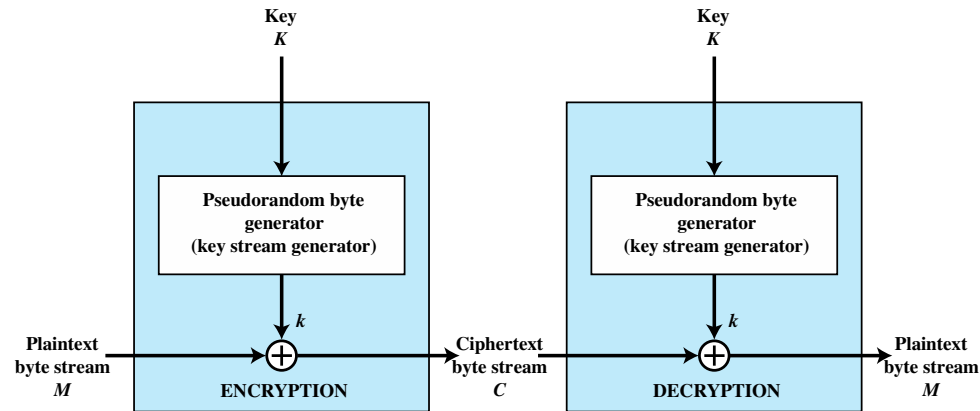 Key
K
Key
K
Pseudorandom byte
generator
(key stream generator)
Pseudorandom byte
generator
(key stream generator)
k
k
Plaintext
byte stream
M
ENCRYPTION
Ciphertext
byte stream
C
DECRYPTION
Plaintext
byte stream
M